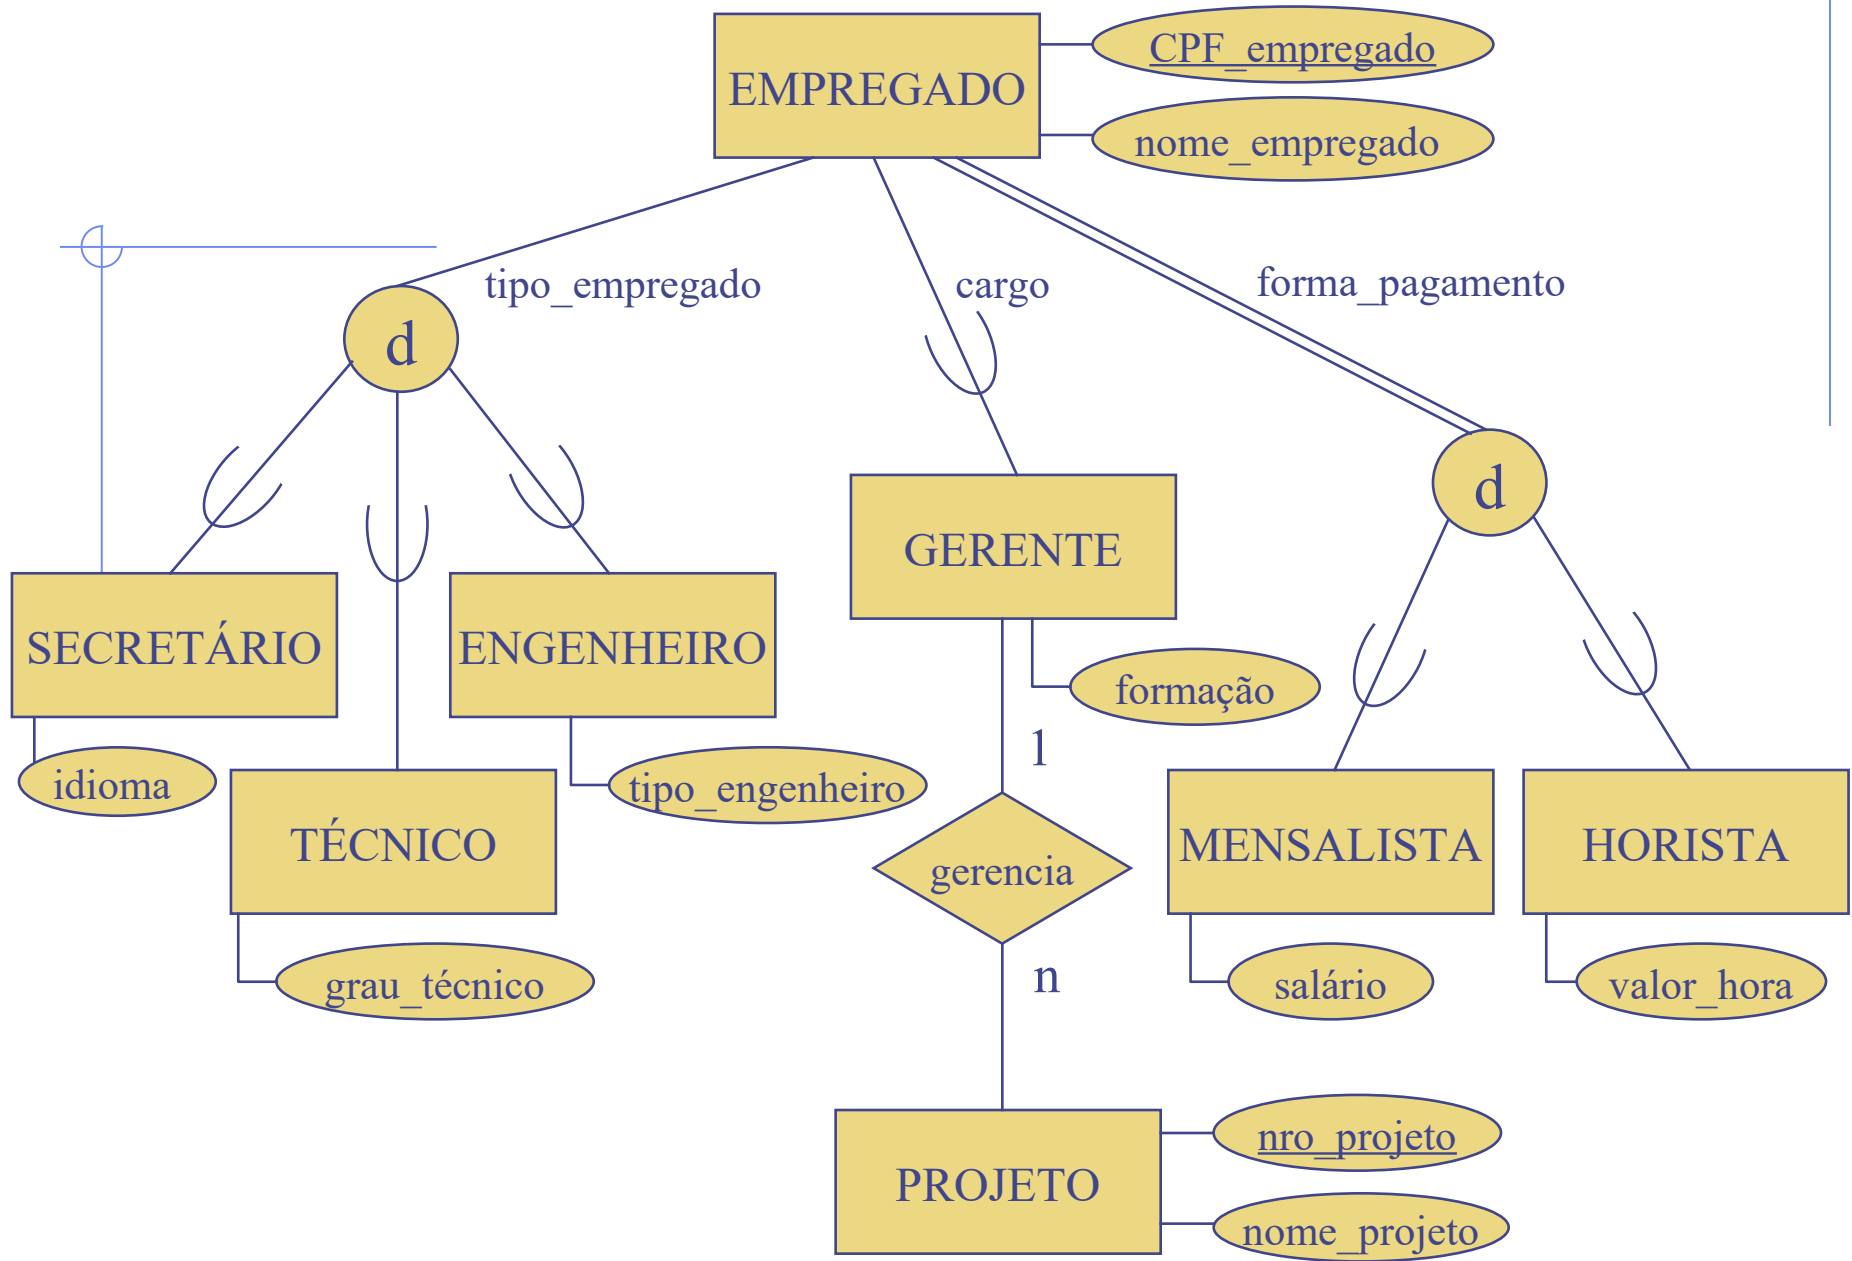 EMPREGADO
CPF_empregado
nome_empregado
tipo_empregado
cargo
forma_pagamento
d
d
GERENTE
SECRETÁRIO
ENGENHEIRO
formação
1
idioma
tipo_engenheiro
TÉCNICO
gerencia
MENSALISTA
HORISTA
grau_técnico
n
salário
valor_hora
nro_projeto
PROJETO
nome_projeto